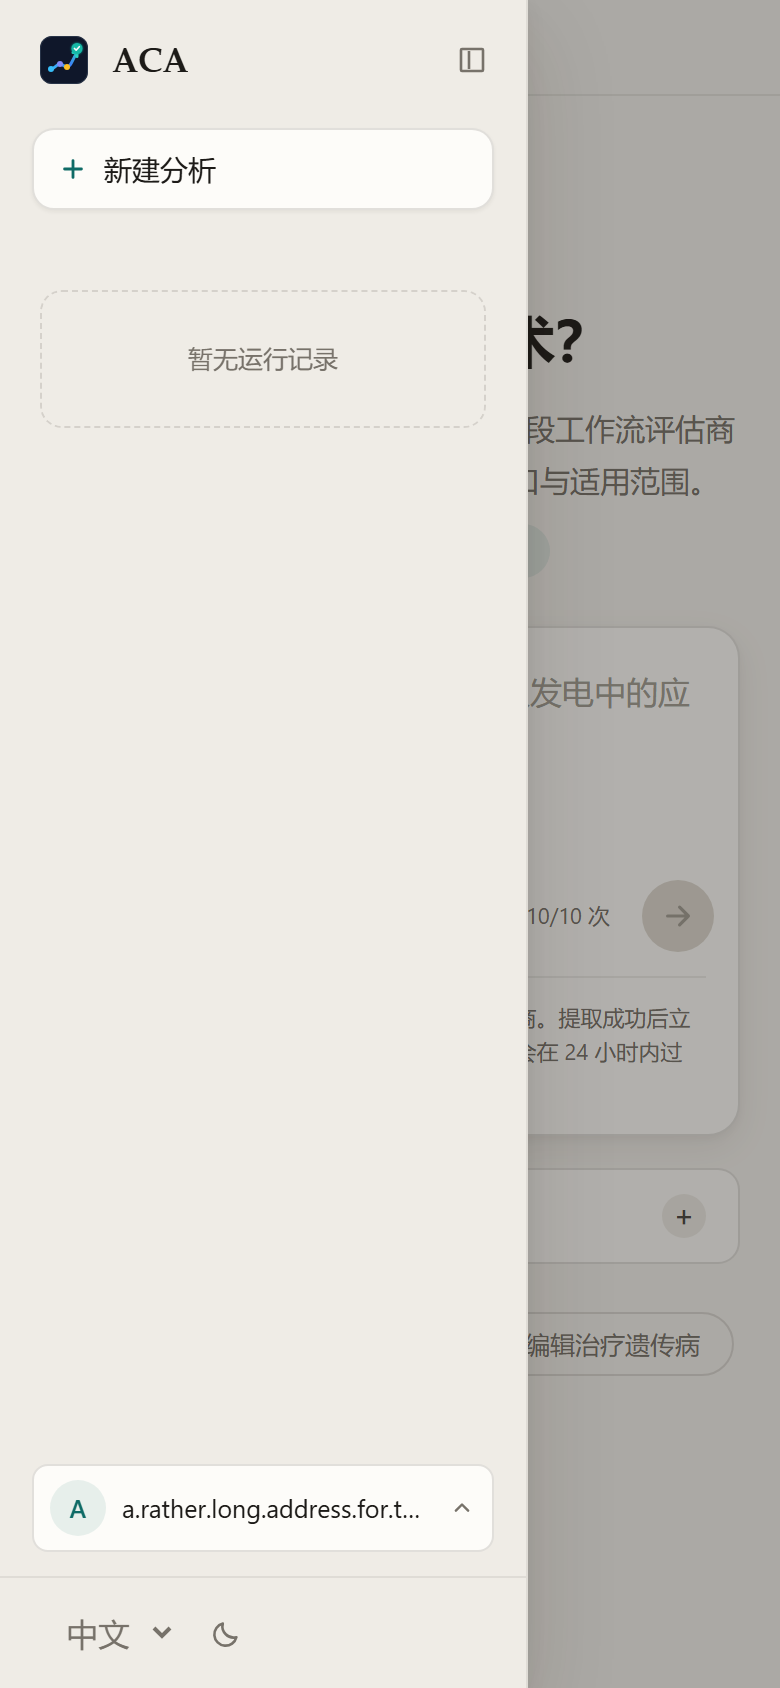 ACA
新建分析
暂无运行记录
术?
段工作流评估商
与适用范围。
发电中的应
10/10 次
。提取成功后立
在 24 小时内过
编辑治疗遗传病
A
a.rather.long.address.for.t...
中文